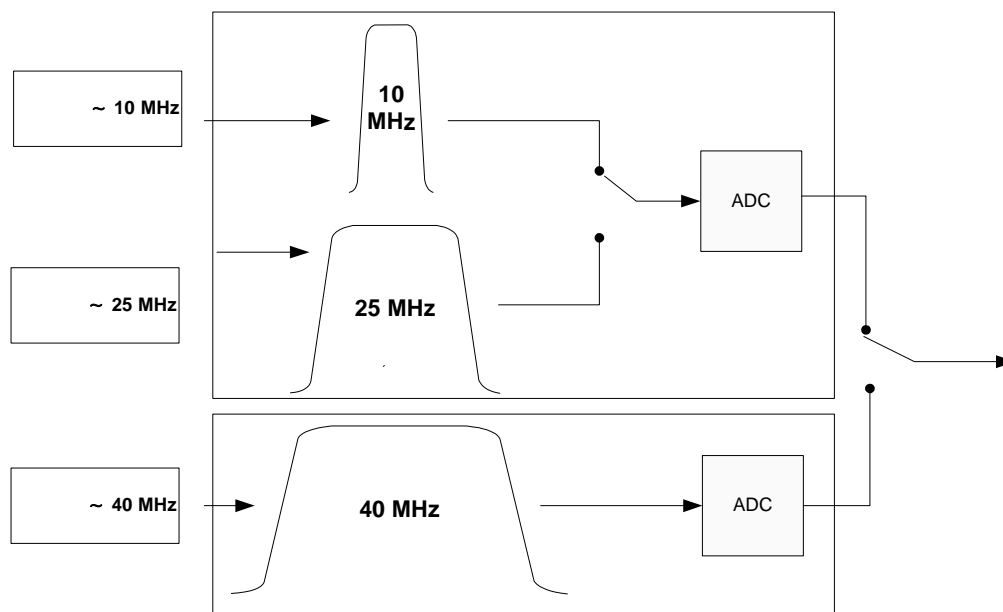 ~ 10 MHz
10
MHz
ADC
~ 25 MHz
25 MHz
~ 40 MHz
40 MHz
ADC